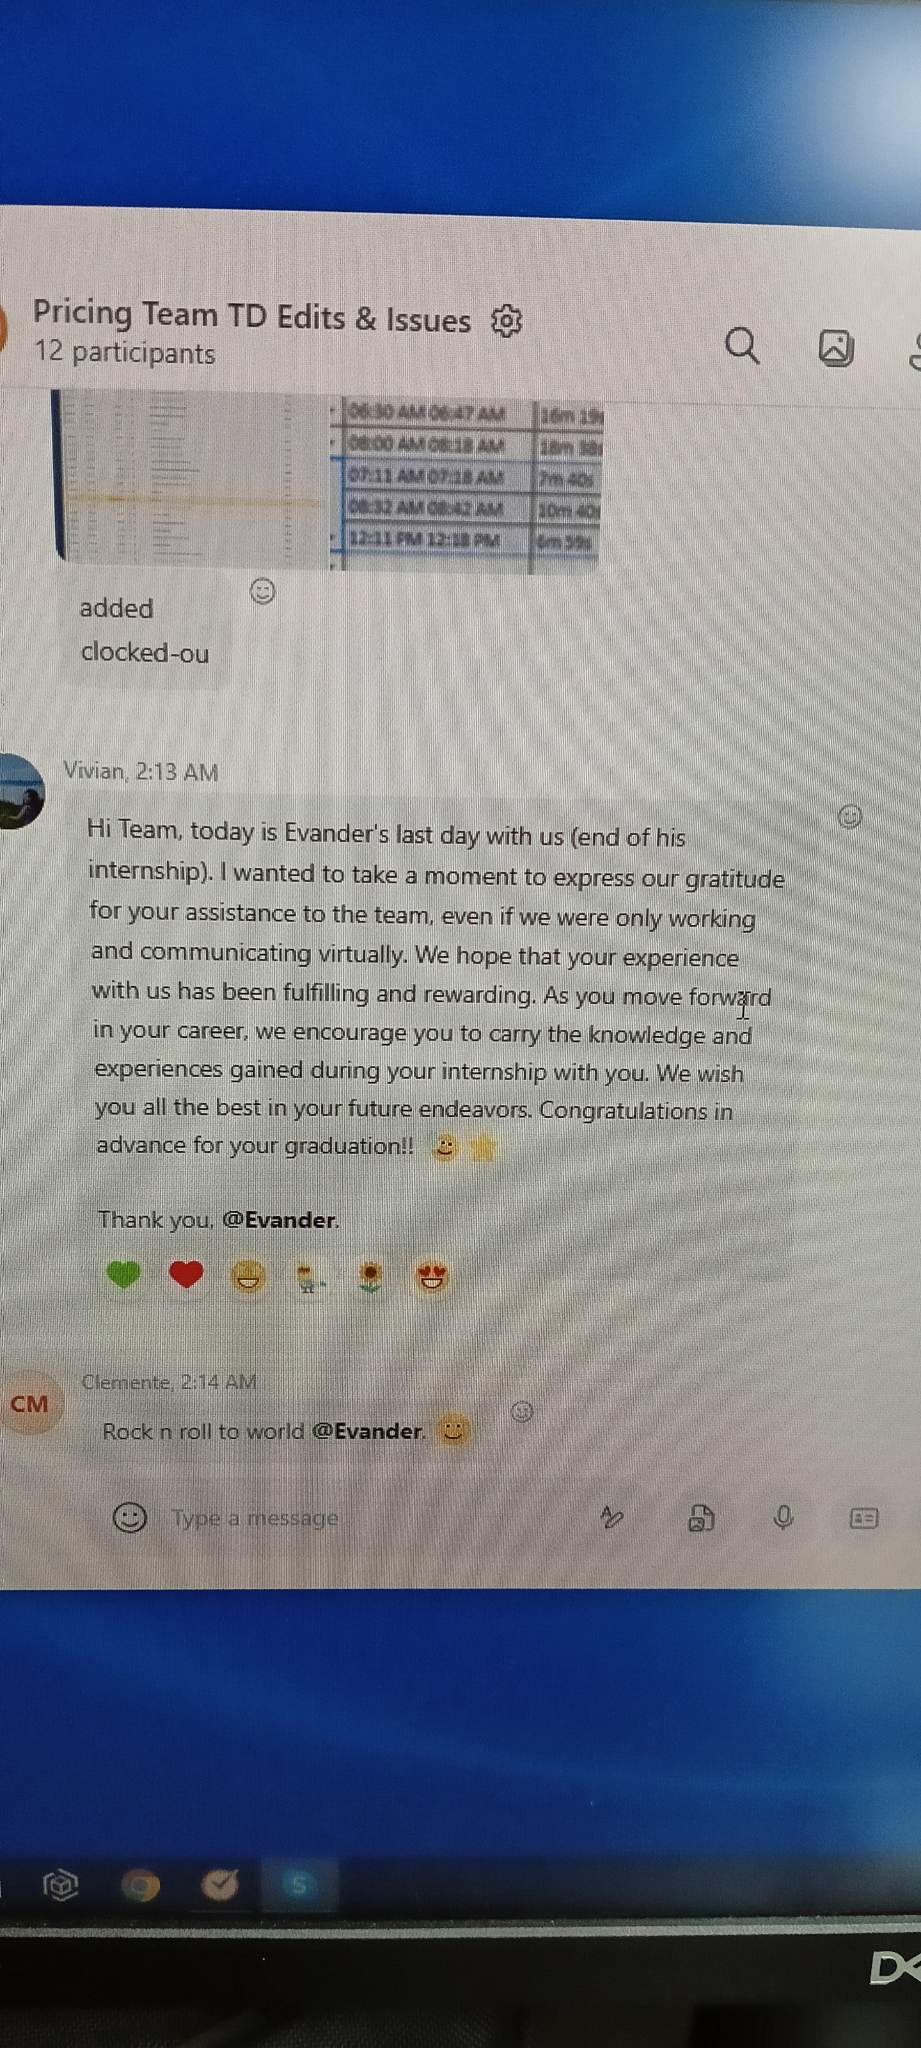 Pricing Team TD Edits & Issues
12 participants
06:30 AM 06:47 AM 16m 19s
08:00 AM 08:18 AM 18m 38s
07:11 AM 07:18 AM 7m 40s
08:32 AM 08:42 AM 10m 40s
12:11 PM 12:18 PM 6m 59s
added
clocked-ou
Vivian, 2:13 AM
Hi Team, today is Evander's last day with us (end of his
internship). I wanted to take a moment to express our gratitude
for your assistance to the team, even if we were only working
and communicating virtually. We hope that your experience
with us has been fulfilling and rewarding. As you move forward
in your career, we encourage you to carry the knowledge and
experiences gained during your internship with you. We wish
you all the best in your future endeavors. Congratulations in
advance for your graduation!!
Thank you, @Evander.
Clemente, 2:14 AM
CM
Rock n roll to world @Evander.
Type a message